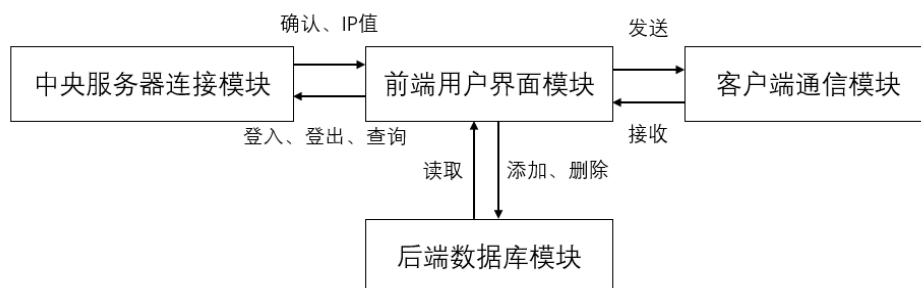 确认、IP值
发送
中央服务器连接模块
前端用户界面模块
客户端通信模块
登入、登出、查询
接收
读取
添加、删除
后端数据库模块